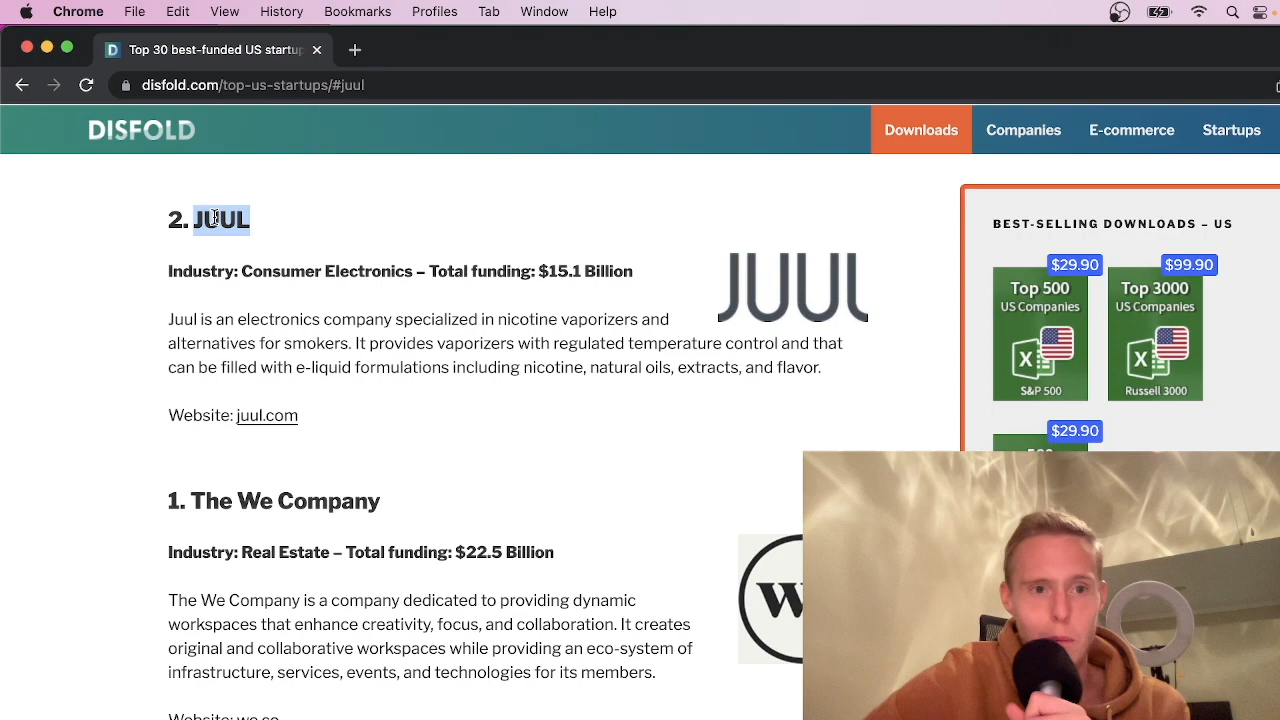 Chrome File Edit View History Bookmarks Profiles Tab Window Help
D Top 30 best-funded US startup
disfold.com/top-us-startups/#juul
DISFOLD
Downloads Companies E-commerce Startups
2. JUUL
Industry: Consumer Electronics – Total funding: $15.1 Billion
JUUL
Juul is an electronics company specialized in nicotine vaporizers and
alternatives for smokers. It provides vaporizers with regulated temperature control and that
can be filled with e-liquid formulations including nicotine, natural oils, extracts, and flavor.
Website: juul.com
1. The We Company
Industry: Real Estate – Total funding: $22.5 Billion
The We Company is a company dedicated to providing dynamic
workspaces that enhance creativity, focus, and collaboration. It creates
original and collaborative workspaces while providing an eco-system of
infrastructure, services, events, and technologies for its members.
Website: we.co
BEST-SELLING DOWNLOADS – US
$29.90 $99.90
Top 500 Top 3000
US Companies US Companies
X X
S&P 500 Russell 3000
$29.90